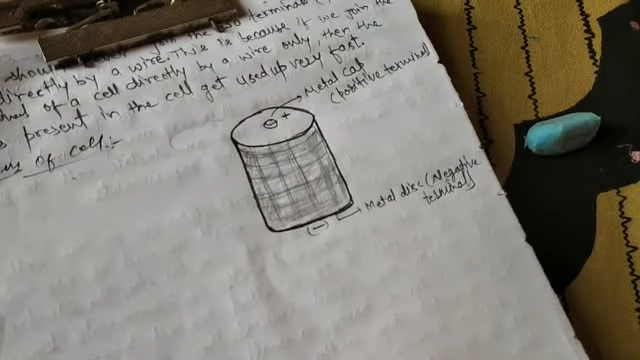 the two terminals
directly by a wire. This is because if we join the
of a cell directly by a wire only, then the
present in the cell get used up very fast.
of cell :-
Metal cap
(positive terminal)
+
Metal disc (Negative
terminal)
(-)